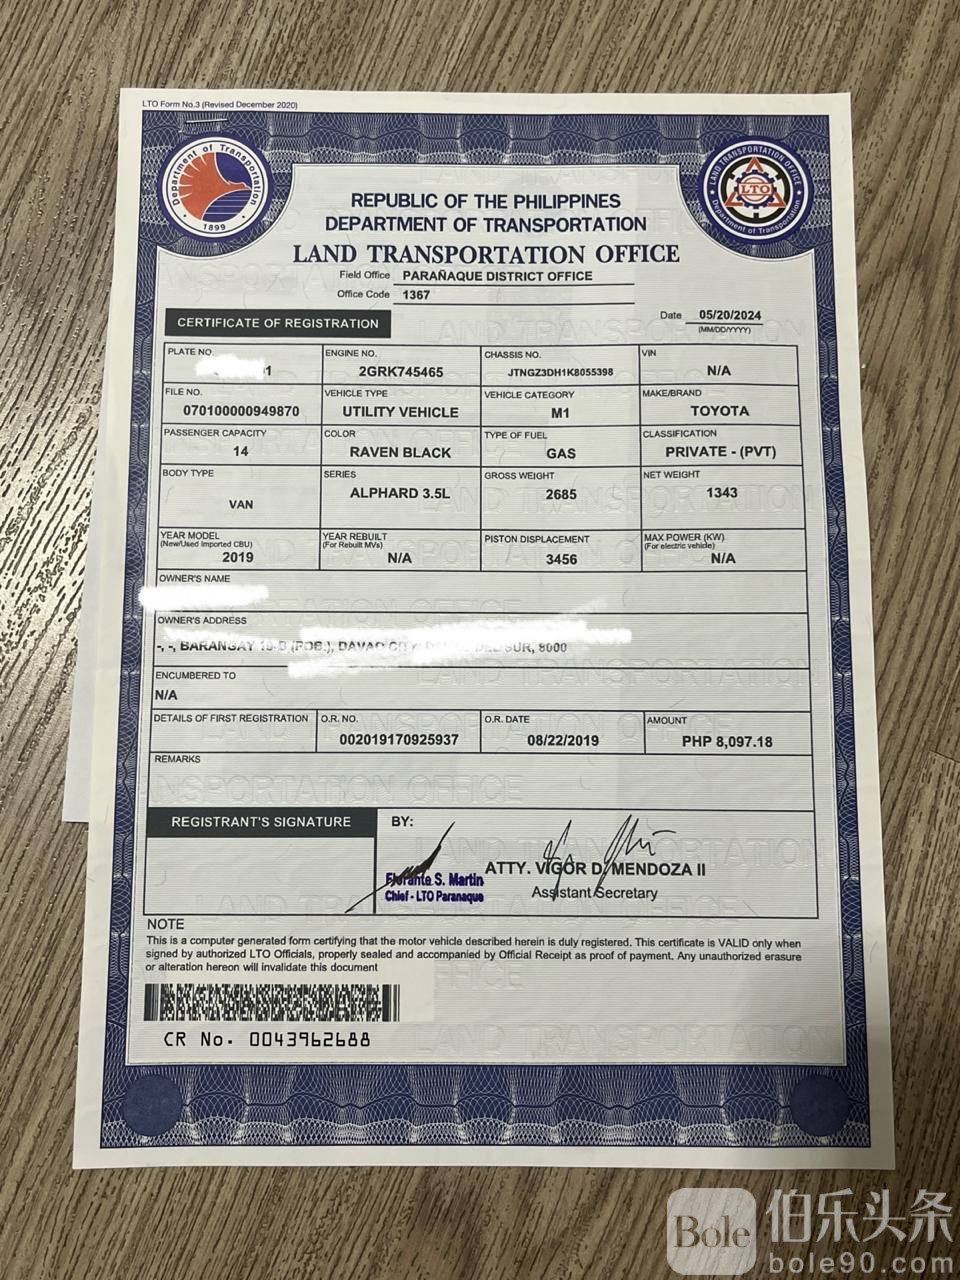 LTO Form No.3 (Revised December 2020)
Department of Transportation
1899
LAND TRANSPORTATION OFFICE
LTO
Department of Transportation
REPUBLIC OF THE PHILIPPINES
DEPARTMENT OF TRANSPORTATION
LAND TRANSPORTATION OFFICE
Field Office PARAÑAQUE DISTRICT OFFICE
Office Code 1367
Date 05/20/2024
(MM/DD/YYYY)
CERTIFICATE OF REGISTRATION
PLATE NO. ENGINE NO. CHASSIS NO. VIN
1 2GRK745465 JTNGZ3DH1K8055398 N/A
FILE NO. VEHICLE TYPE VEHICLE CATEGORY MAKE/BRAND
070100000949870 UTILITY VEHICLE M1 TOYOTA
PASSENGER CAPACITY COLOR TYPE OF FUEL CLASSIFICATION
14 RAVEN BLACK GAS PRIVATE - (PVT)
BODY TYPE SERIES GROSS WEIGHT NET WEIGHT
VAN ALPHARD 3.5L 2685 1343
YEAR MODEL YEAR REBUILT PISTON DISPLACEMENT MAX POWER (KW)
(New/Used Imported CBU) (For Rebuilt MVs) (For electric vehicle)
2019 N/A 3456 N/A
OWNER'S NAME
OWNER'S ADDRESS
-, -, BARANGAY (POB.), DAVAO CITY, DEL SUR, 8000
ENCUMBERED TO
N/A
DETAILS OF FIRST REGISTRATION O.R. NO. O.R. DATE AMOUNT
002019170925937 08/22/2019 PHP 8,097.18
REMARKS
REGISTRANT'S SIGNATURE BY:
ATTY. VIGOR D. MENDOZA II
Assistant Secretary
Florante S. Martin
Chief - LTO Paranaque
NOTE
This is a computer generated form certifying that the motor vehicle described herein is duly registered. This certificate is VALID only when
signed by authorized LTO Officials, properly sealed and accompanied by Official Receipt as proof of payment. Any unauthorized erasure
or alteration hereon will invalidate this document
CR No. 0043962688
Bole 伯乐头条
bole90.com